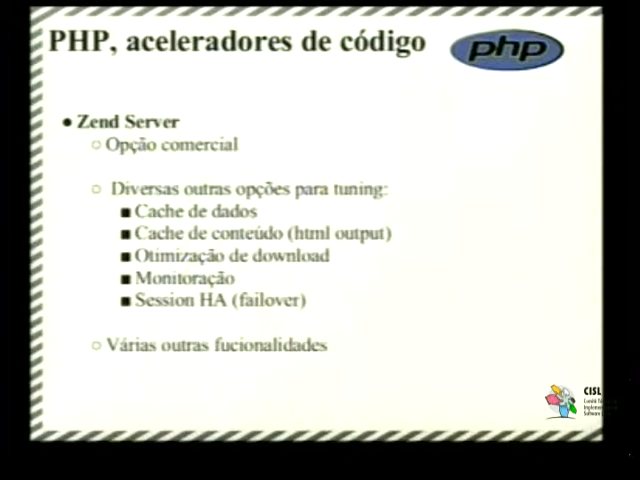 PHP, aceleradores de código
php
● Zend Server
○ Opção comercial
○ Diversas outras opções para tuning:
■ Cache de dados
■ Cache de conteúdo (html output)
■ Otimização de download
■ Monitoração
■ Session HA (failover)
○ Várias outras fucionalidades
CISL